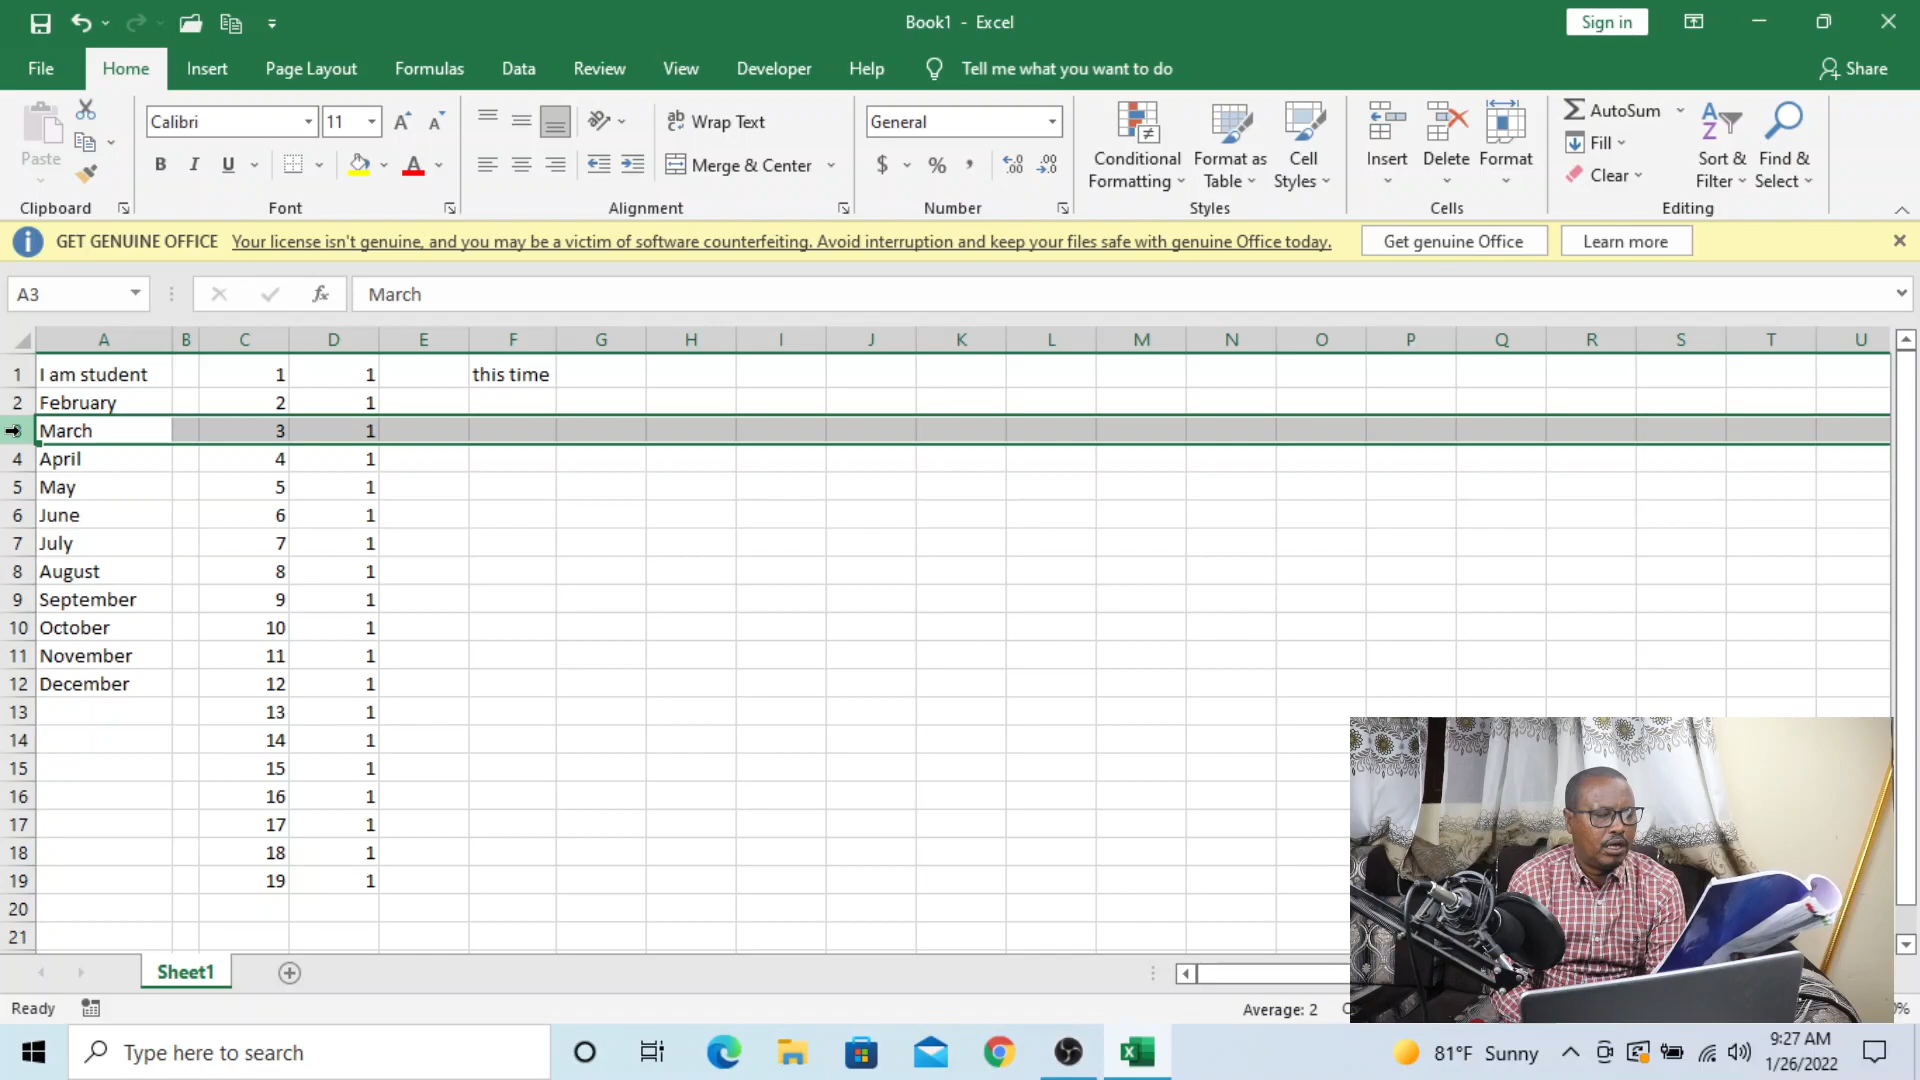 Book1 - Excel
Sign in
File Home Insert Page Layout Formulas Data Review View Developer Help Tell me what you want to do Share
Paste
Calibri 11
B I U A
Wrap Text
Merge & Center
General
$ % ,
Conditional Formatting
Format as Table
Cell Styles
Insert Delete Format
AutoSum
Fill
Clear
Sort & Filter
Find & Select
Clipboard Font Alignment Number Styles Cells Editing
GET GENUINE OFFICE Your license isn't genuine, and you may be a victim of software counterfeiting. Avoid interruption and keep your files safe with genuine Office today. Get genuine Office Learn more
A3 fx March
A B C D E F G H I J K L M N O P Q R S T U
1 I am student 1 1 this time
2 February 2 1
March 3 1
4 April 4 1
5 May 5 1
6 June 6 1
7 July 7 1
8 August 8 1
9 September 9 1
10 October 10 1
11 November 11 1
12 December 12 1
13 13 1
14 14 1
15 15 1
16 16 1
17 17 1
18 18 1
19 19 1
20
21
Sheet1
Ready Average: 2
Type here to search
81°F Sunny
9:27 AM
1/26/2022